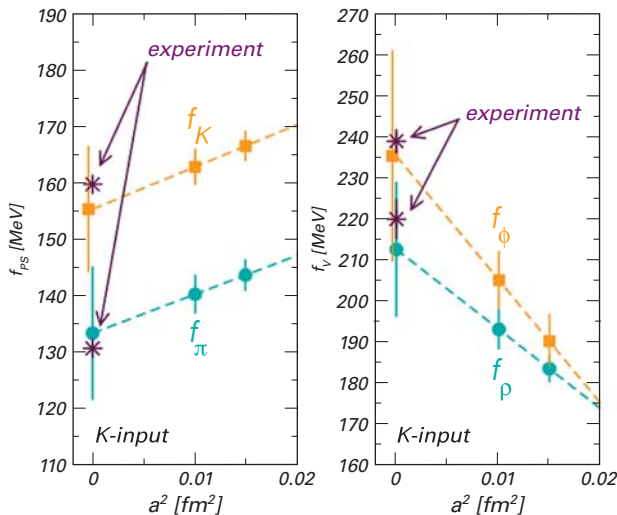 190
180
170
160
150
140
130
120
110
f_PS [MeV]
experiment
f_K
f_π
K-input
0
0.01
0.02
a² [fm²]
270
260
250
240
230
220
210
200
190
180
170
160
f_V [MeV]
experiment
f_ϕ
f_ρ
K-input
0
0.01
0.02
a² [fm²]